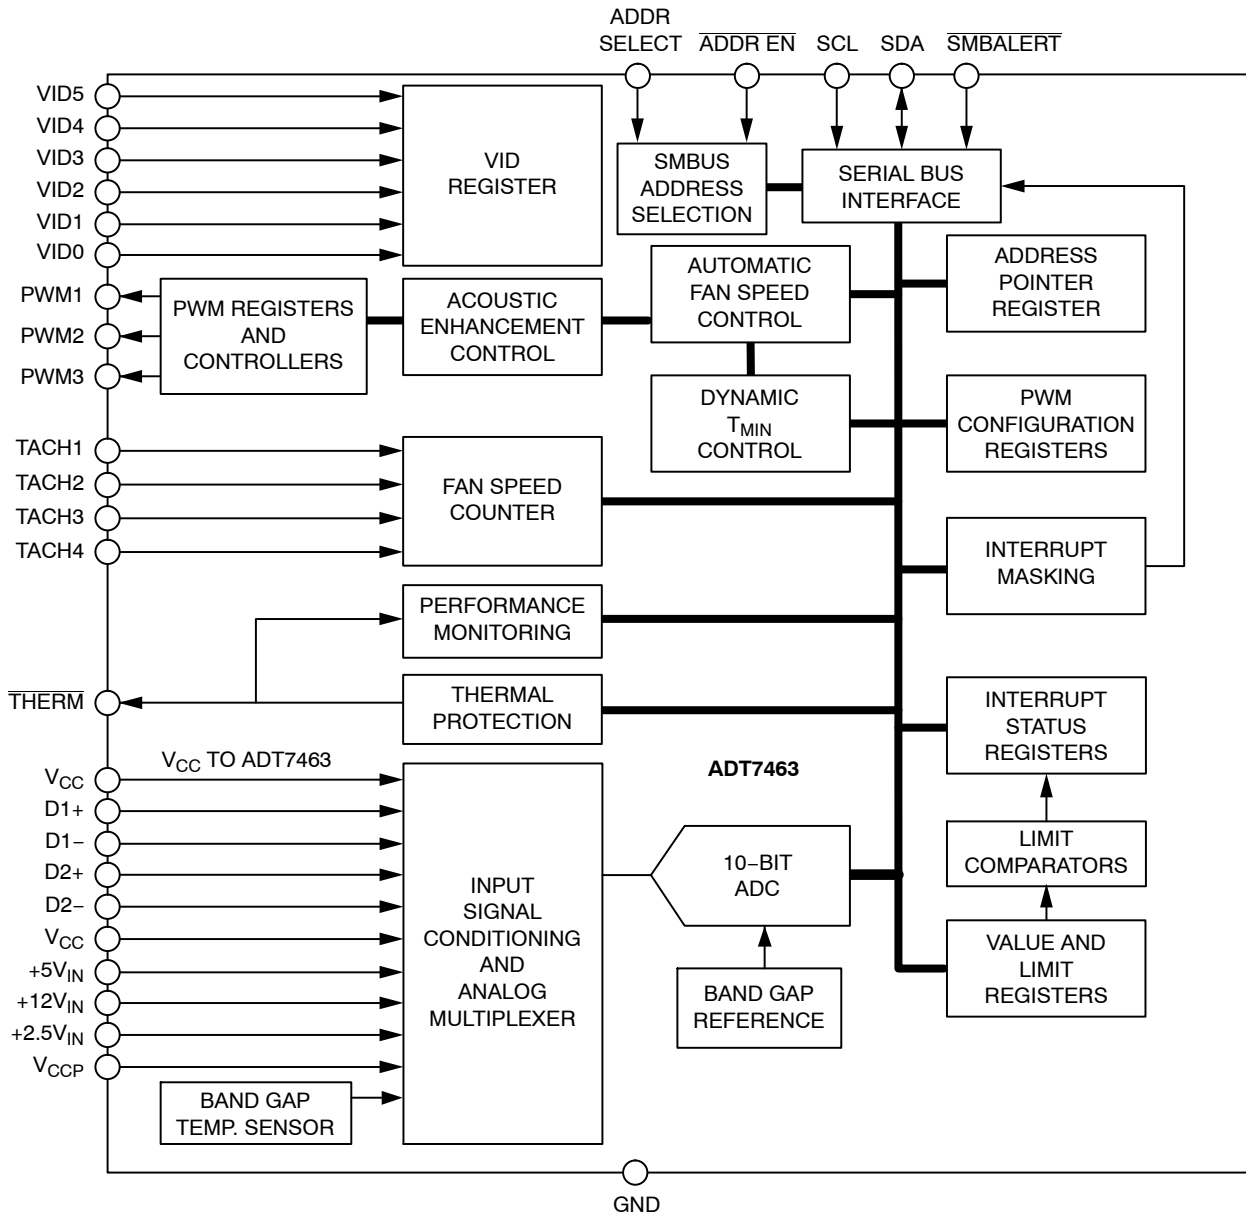 ADDR
SELECT
ADDR EN
SCL
SDA
SMBALERT
VID5
VID4
VID3
VID2
VID1
VID0
VID
REGISTER
SMBUS
ADDRESS
SELECTION
SERIAL BUS
INTERFACE
PWM1
PWM2
PWM3
PWM REGISTERS
AND
CONTROLLERS
ACOUSTIC
ENHANCEMENT
CONTROL
AUTOMATIC
FAN SPEED
CONTROL
ADDRESS
POINTER
REGISTER
DYNAMIC
TMIN
CONTROL
PWM
CONFIGURATION
REGISTERS
TACH1
TACH2
TACH3
TACH4
FAN SPEED
COUNTER
INTERRUPT
MASKING
PERFORMANCE
MONITORING
THERM
THERMAL
PROTECTION
INTERRUPT
STATUS
REGISTERS
VCC TO ADT7463
ADT7463
VCC
D1+
D1−
D2+
D2−
VCC
+5VIN
+12VIN
+2.5VIN
VCCP
INPUT
SIGNAL
CONDITIONING
AND
ANALOG
MULTIPLEXER
10−BIT
ADC
LIMIT
COMPARATORS
VALUE AND
LIMIT
REGISTERS
BAND GAP
REFERENCE
BAND GAP
TEMP. SENSOR
GND